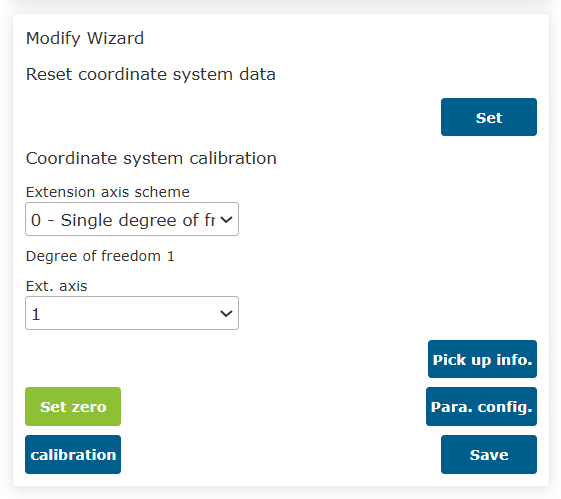 Modify Wizard
Reset coordinate system data
Set
Coordinate system calibration
Extension axis scheme
0 - Single degree of fr
Degree of freedom 1
Ext. axis
1
Pick up info.
Set zero
Para. config.
calibration
Save